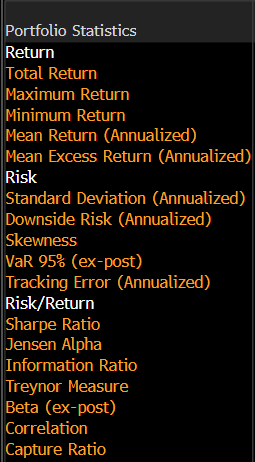 Portfolio Statistics
Return
Total Return
Maximum Return
Minimum Return
Mean Return (Annualized)
Mean Excess Return (Annualized)
Risk
Standard Deviation (Annualized)
Downside Risk (Annualized)
Skewness
VaR 95% (ex-post)
Tracking Error (Annualized)
Risk/Return
Sharpe Ratio
Jensen Alpha
Information Ratio
Treynor Measure
Beta (ex-post)
Correlation
Capture Ratio